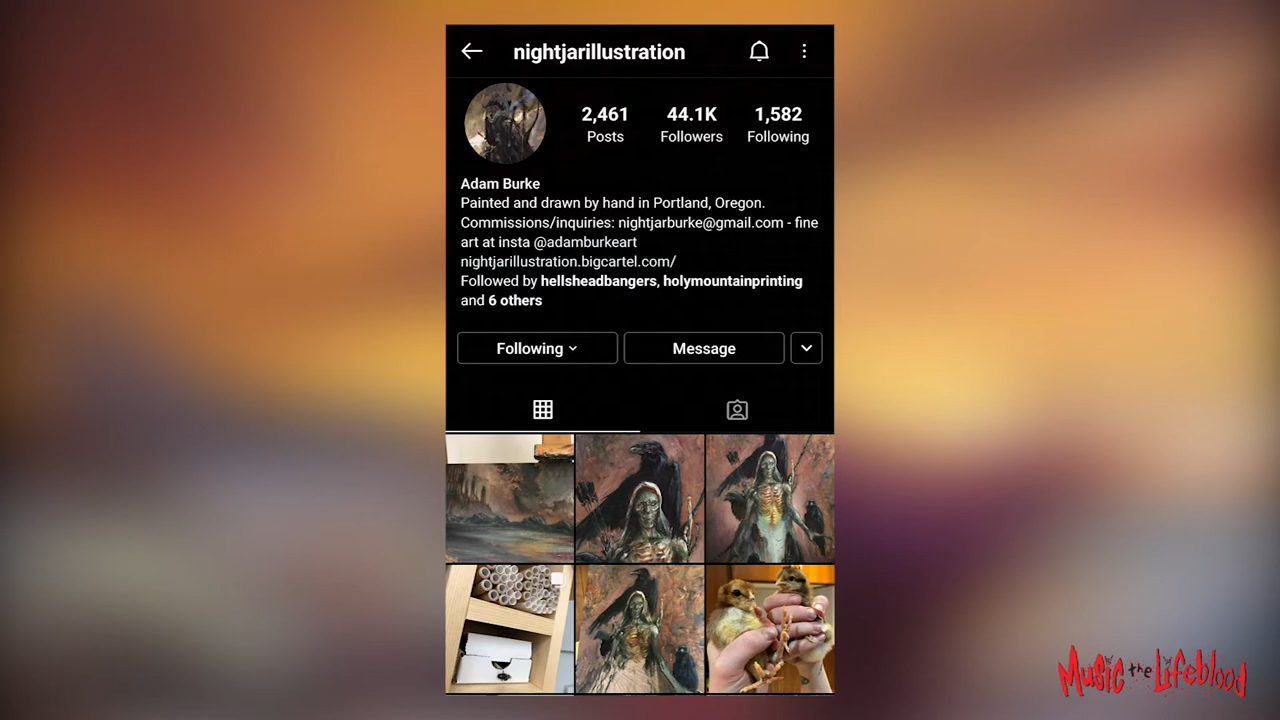 nightjarillustration
2,461 44.1K 1,582
Posts Followers Following
Adam Burke
Painted and drawn by hand in Portland, Oregon.
Commissions/inquiries: nightjarburke@gmail.com - fine
art at insta @adamburkeart
nightjarillustration.bigcartel.com/
Followed by hellsheadbangers, holymountainprinting
and 6 others
Following Message
Music the Lifeblood